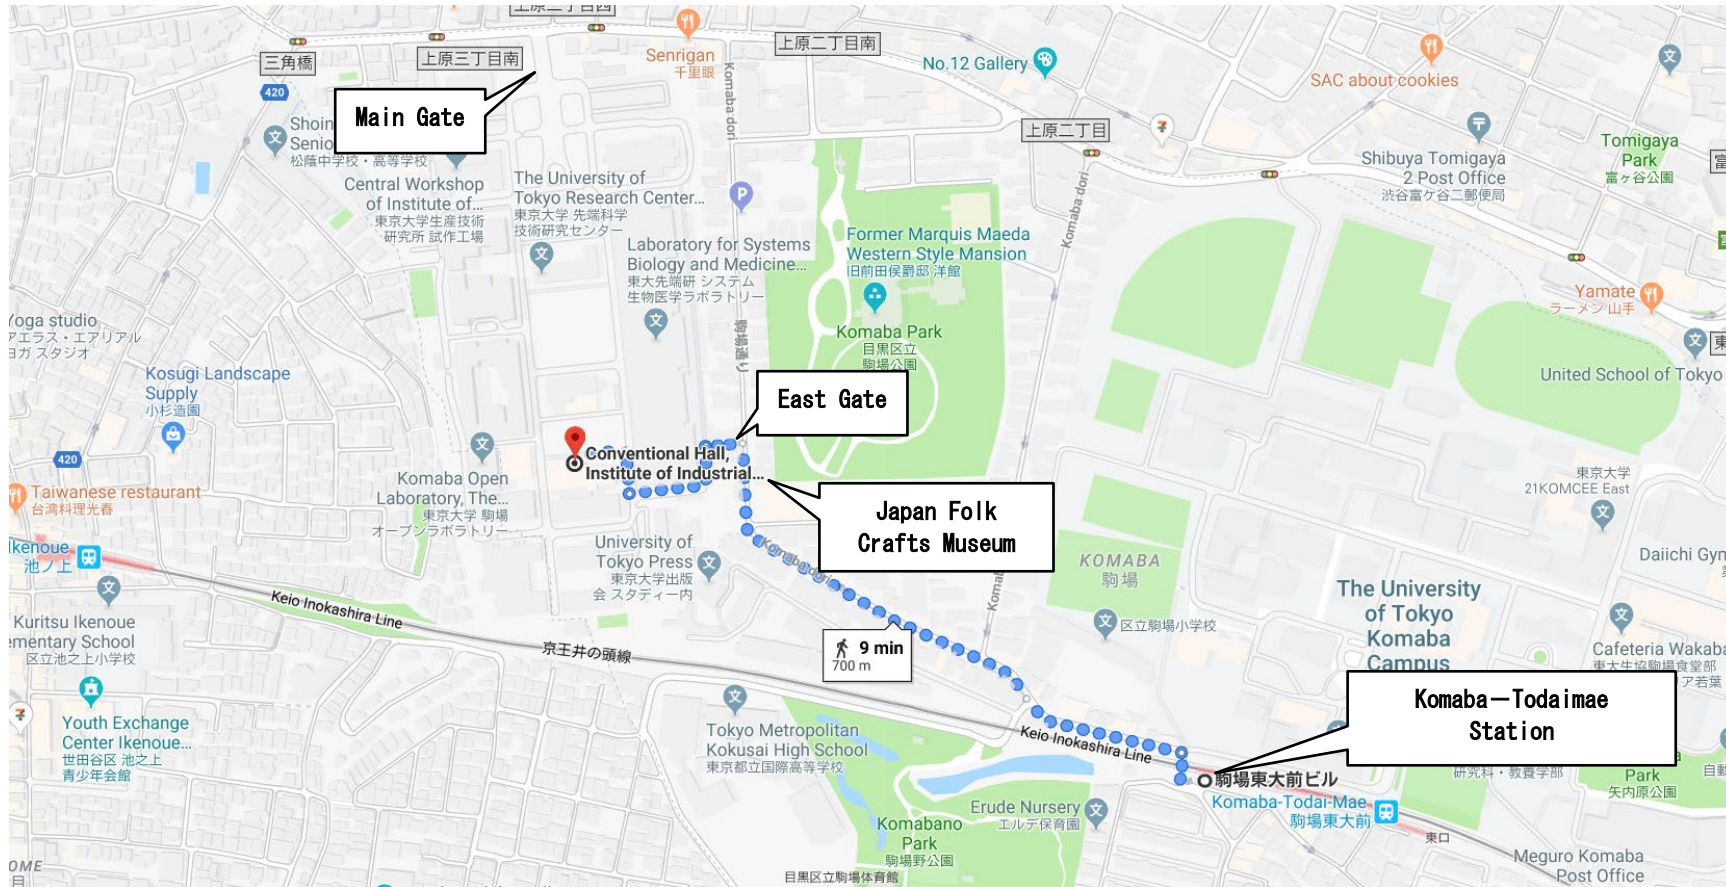 上原二丁目西
三角橋
上原三丁目南
Senrigan
千里眼
上原二丁目南
No.12 Gallery
SAC about cookies
420
Main Gate
Komaba dori
上原二丁目
Shoin
Senio
松蔭中学校・高等学校
Central Workshop
of Institute of...
東京大学生産技術
研究所 試作工場
The University of
Tokyo Research Center...
東京大学 先端科学
技術研究センター
P
Komaba dori
Shibuya Tomigaya
2 Post Office
渋谷富ケ谷二郵便局
Tomigaya
Park
富ヶ谷公園
富
Laboratory for Systems
Biology and Medicine...
東大先端研 システム
生物医学ラボラトリー
Former Marquis Maeda
Western Style Mansion
旧前田侯爵邸 洋館
Yamate
ラーメン山手
Yoga studio
アエラス・エアリアル
ヨガ スタジオ
駒場通り
Komaba Park
目黒区立
駒場公園
東
United School of Tokyo
Kosugi Landscape
Supply
小杉造園
East Gate
420
Conventional Hall,
Institute of Industrial...
Komaba Open
Laboratory, The...
東京大学 駒場
オープンラボラトリー
Taiwanese restaurant
台湾料理光春
Japan Folk
Crafts Museum
東京大学
21KOMCEE East
Ikenoue
池ノ上
University of
Tokyo Press
東京大学出版
会 スタディー内
Komaba dori
Komab
KOMABA
駒場
Daiichi Gyn
Keio Inokashira Line
京王井の頭線
Kuritsu Ikenoue
ementary School
区立池之上小学校
9 min
700 m
区立駒場小学校
The University
of Tokyo
Komaba
Campus
Cafeteria Wakaba
東大生協駒場食堂部
ア若葉
Komaba－Todaimae
Station
Youth Exchange
Center Ikenoue...
世田谷区 池之上
青少年会館
Tokyo Metropolitan
Kokusai High School
東京都立国際高等学校
Keio Inokashira Line
駒場東大前ビル
研究科・教養学部
Park
矢内原公園
自動
Komaba-Todai-Mae
駒場東大前
東口
Erude Nursery
エルデ保育園
Komabano
Park
駒場野公園
目黒区立駒場体育館
Meguro Komaba
Post Office
OME
目